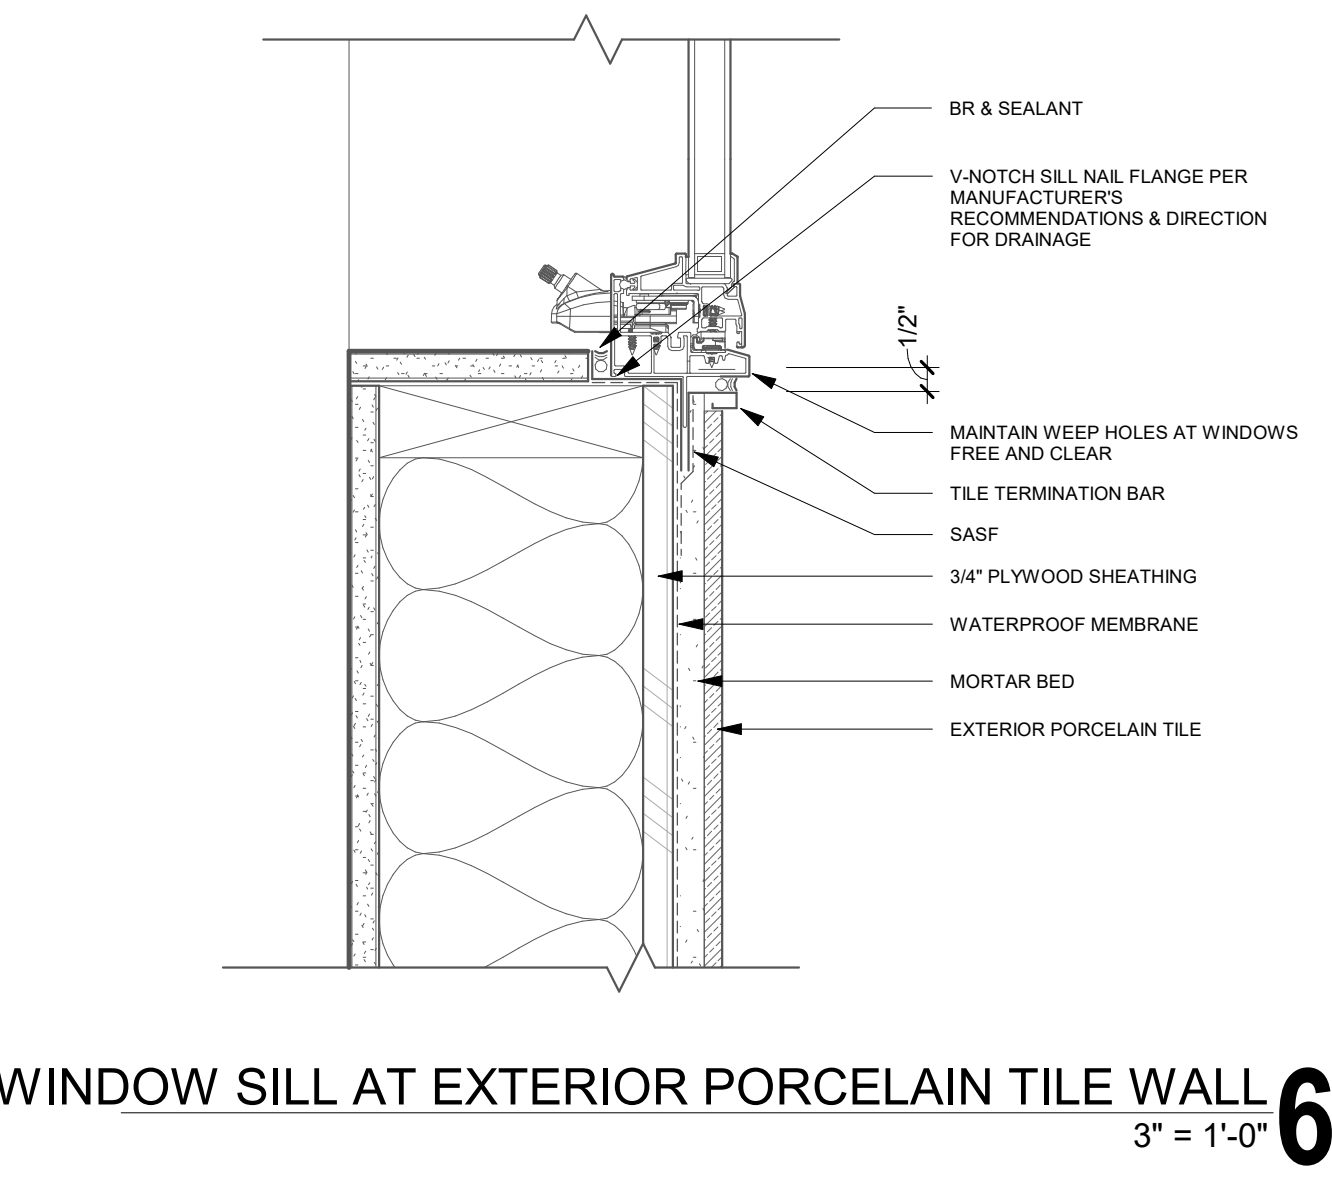 BR & SEALANT
V-NOTCH SILL NAIL FLANGE PER
MANUFACTURER'S
RECOMMENDATIONS & DIRECTION
FOR DRAINAGE
1/2"
MAINTAIN WEEP HOLES AT WINDOWS
FREE AND CLEAR
TILE TERMINATION BAR
SASF
3/4" PLYWOOD SHEATHING
WATERPROOF MEMBRANE
MORTAR BED
EXTERIOR PORCELAIN TILE
WINDOW SILL AT EXTERIOR PORCELAIN TILE WALL
6
3" = 1'-0"